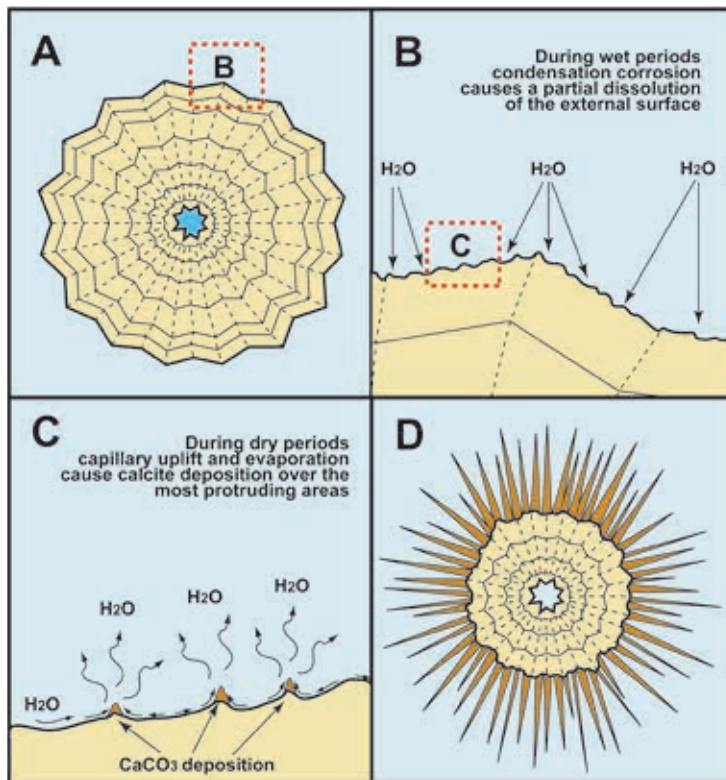 A
B
B
During wet periods
condensation corrosion
causes a partial dissolution
of the external surface
H2O
H2O
H2O
C
C
During dry periods
capillary uplift and evaporation
cause calcite deposition over the
most protruding areas
H2O
H2O
H2O
H2O
CaCO3 deposition
D